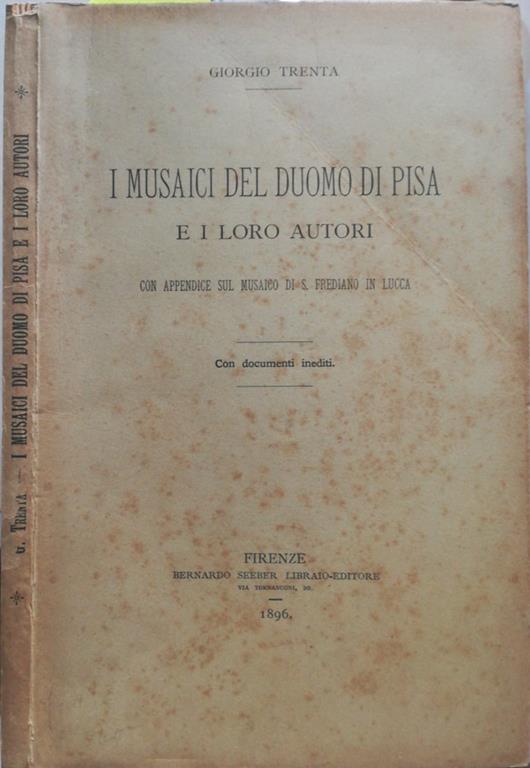 GIORGIO TRENTA
I MUSAICI DEL DUOMO DI PISA
E I LORO AUTORI
CON APPENDICE SUL MUSAICO DI S. FREDIANO IN LUCCA
Con documenti inediti.
FIRENZE
BERNARDO SEEBER LIBRAIO-EDITORE
VIA TORNABUONI, 20.
1896.
G. TRENTA — I MUSAICI DEL DUOMO DI PISA E I LORO AUTORI